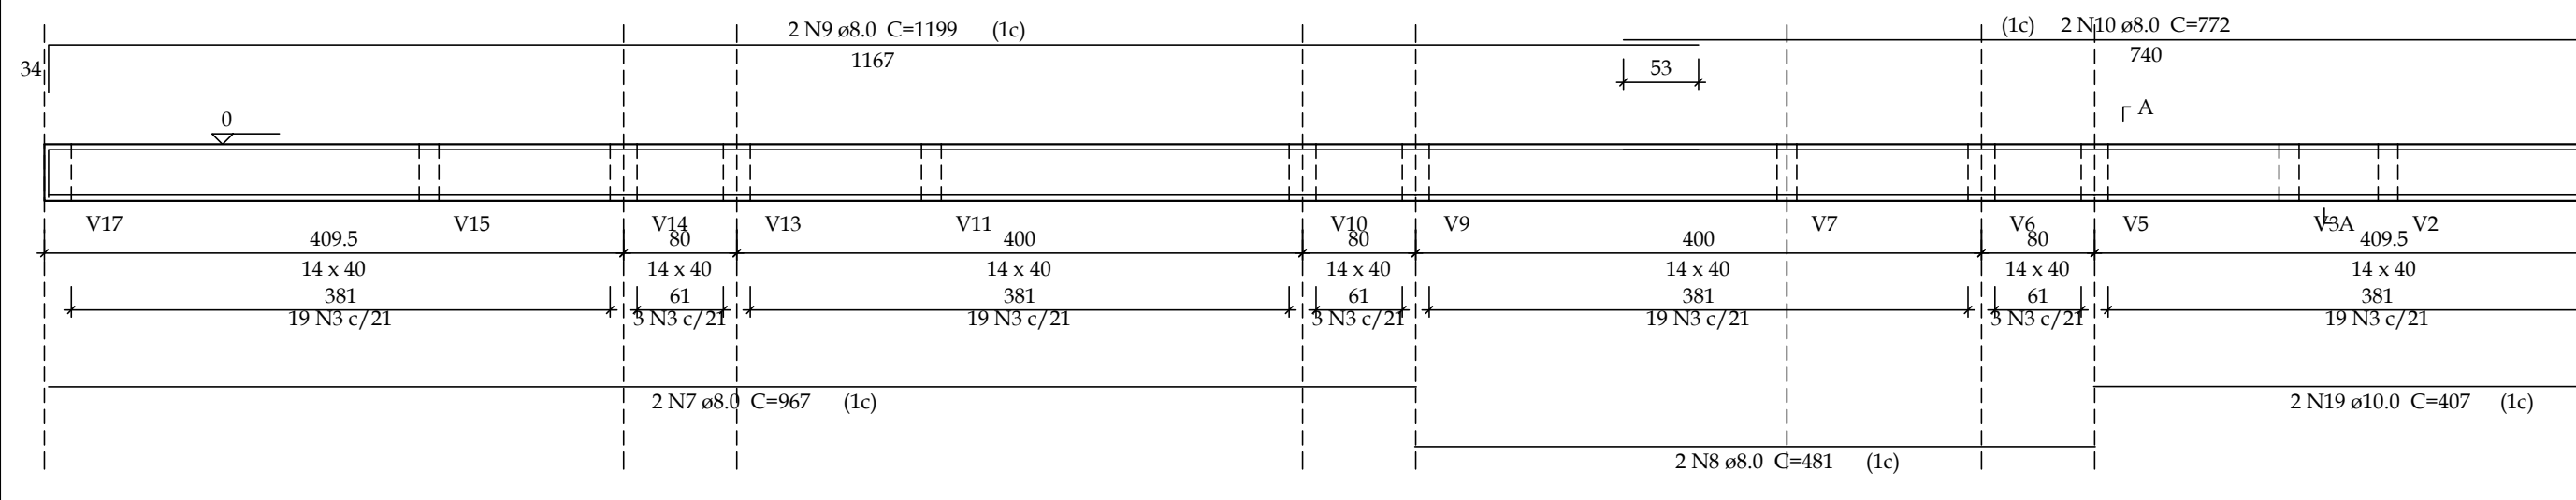 2 N9 ø8.0 C=1199 (1c)
(1c) 2 N10 ø8.0 C=772
34
1167
740
53
A
0
V17
V15
V14
V13
V11
V10
V9
V7
V6
V5
V3
A
V2
409.5
80
400
80
400
80
409.5
14 x 40
14 x 40
14 x 40
14 x 40
14 x 40
14 x 40
14 x 40
381
61
381
61
381
61
381
19 N3 c/21
3 N3 c/21
19 N3 c/21
3 N3 c/21
19 N3 c/21
3 N3 c/21
19 N3 c/21
2 N7 ø8.0 C=967 (1c)
2 N19 ø10.0 C=407 (1c)
2 N8 ø8.0 C=481 (1c)